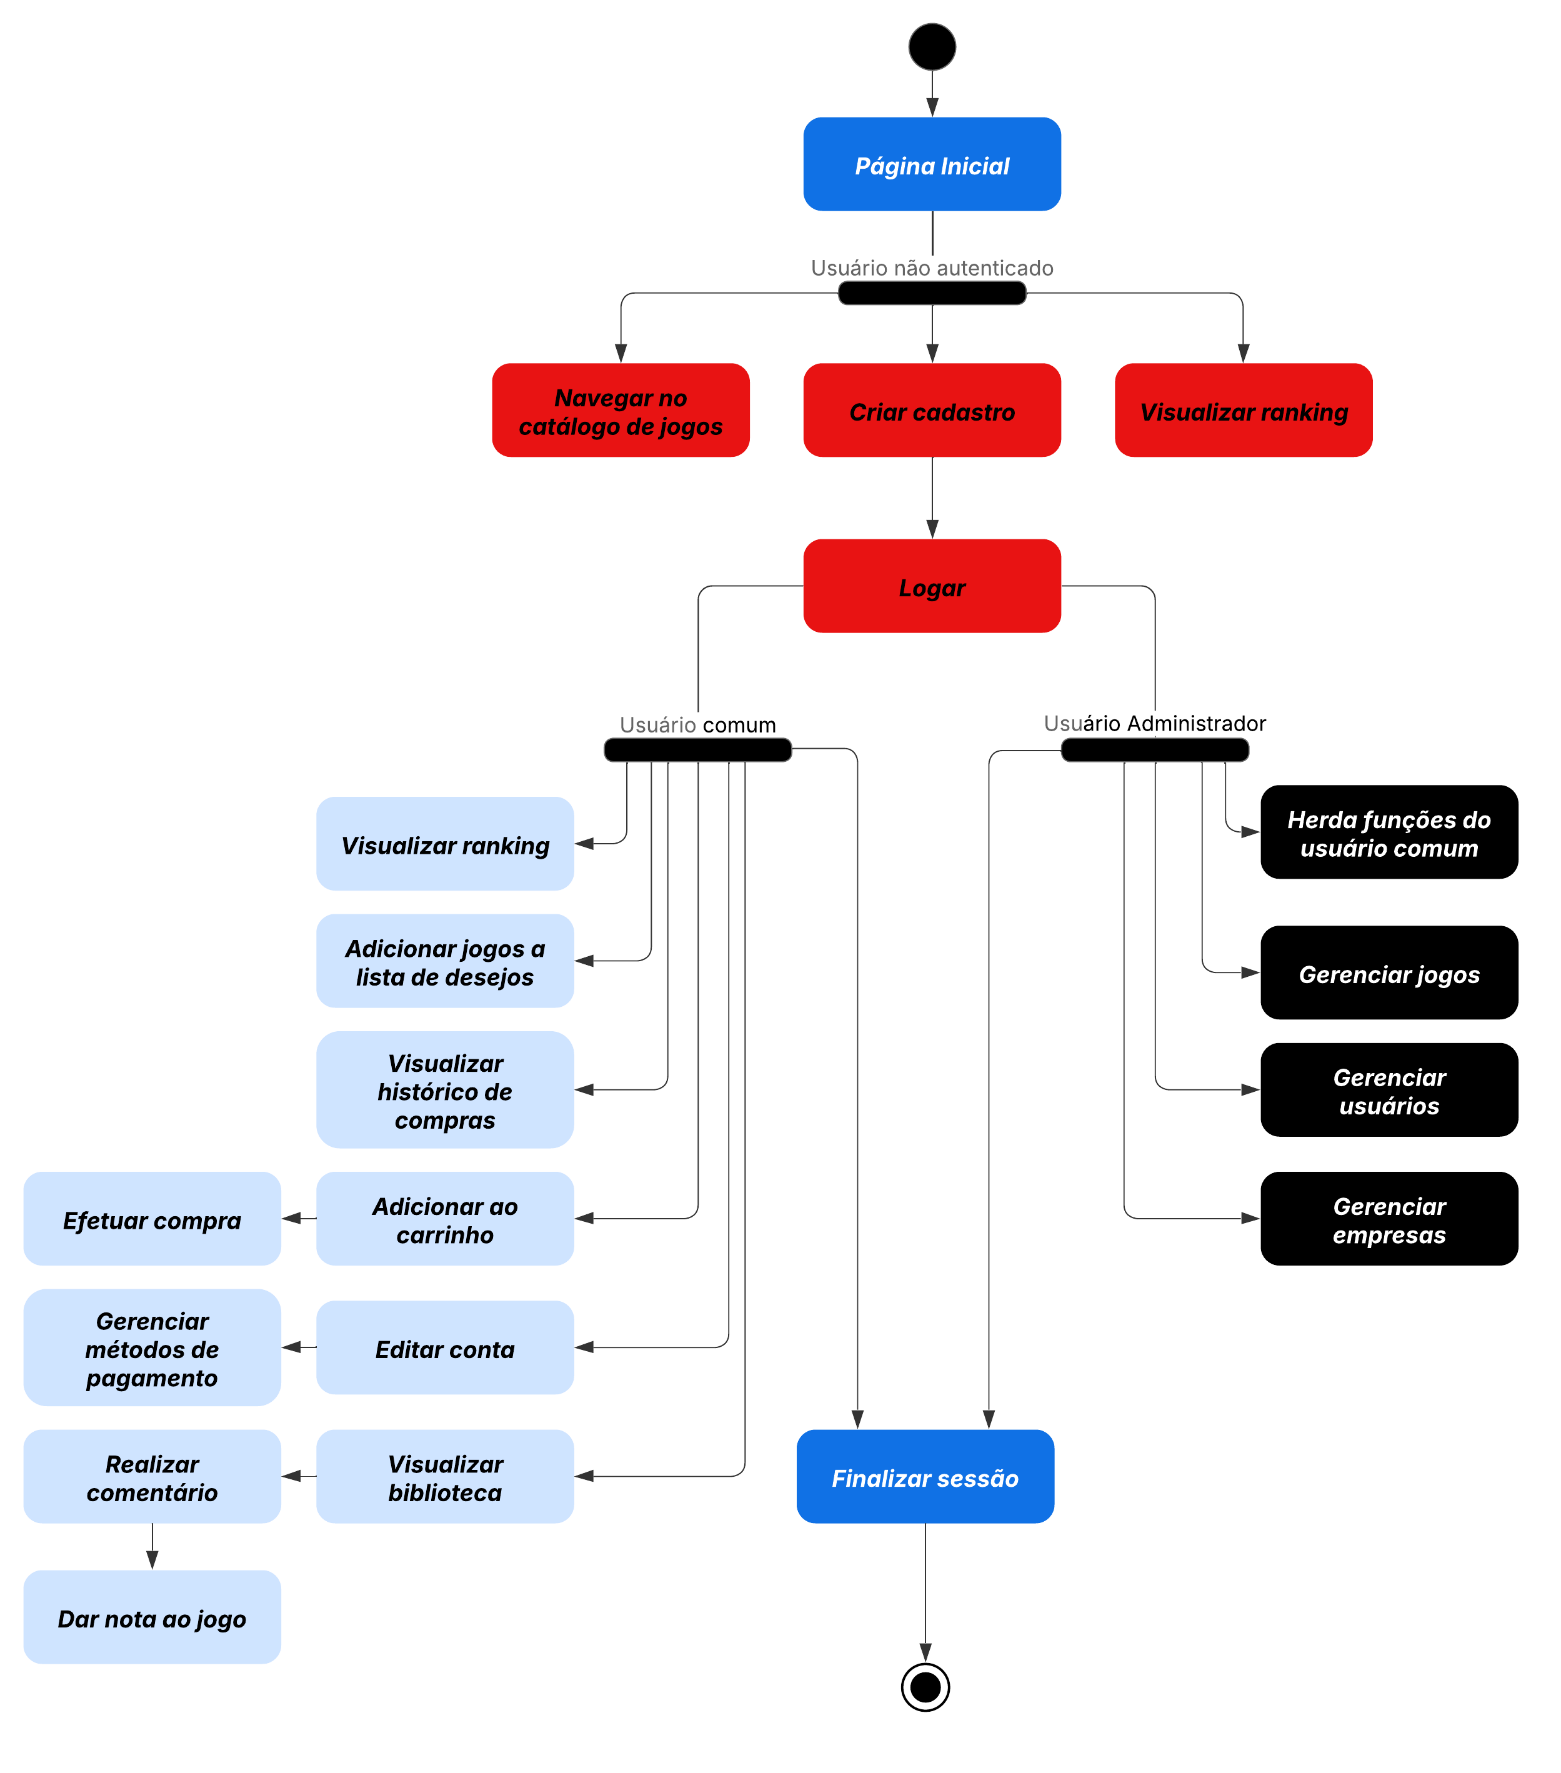 Página Inicial
Usuário não autenticado
Navegar no
catálogo de jogos
Criar cadastro
Visualizar ranking
Logar
Usuário comum
Usuário Administrador
Visualizar ranking
Herda funções do
usuário comum
Adicionar jogos a
lista de desejos
Gerenciar jogos
Visualizar
histórico de
compras
Gerenciar
usuários
Efetuar compra
Adicionar ao
carrinho
Gerenciar
empresas
Gerenciar
métodos de
pagamento
Editar conta
Realizar
comentário
Visualizar
biblioteca
Finalizar sessão
Dar nota ao jogo